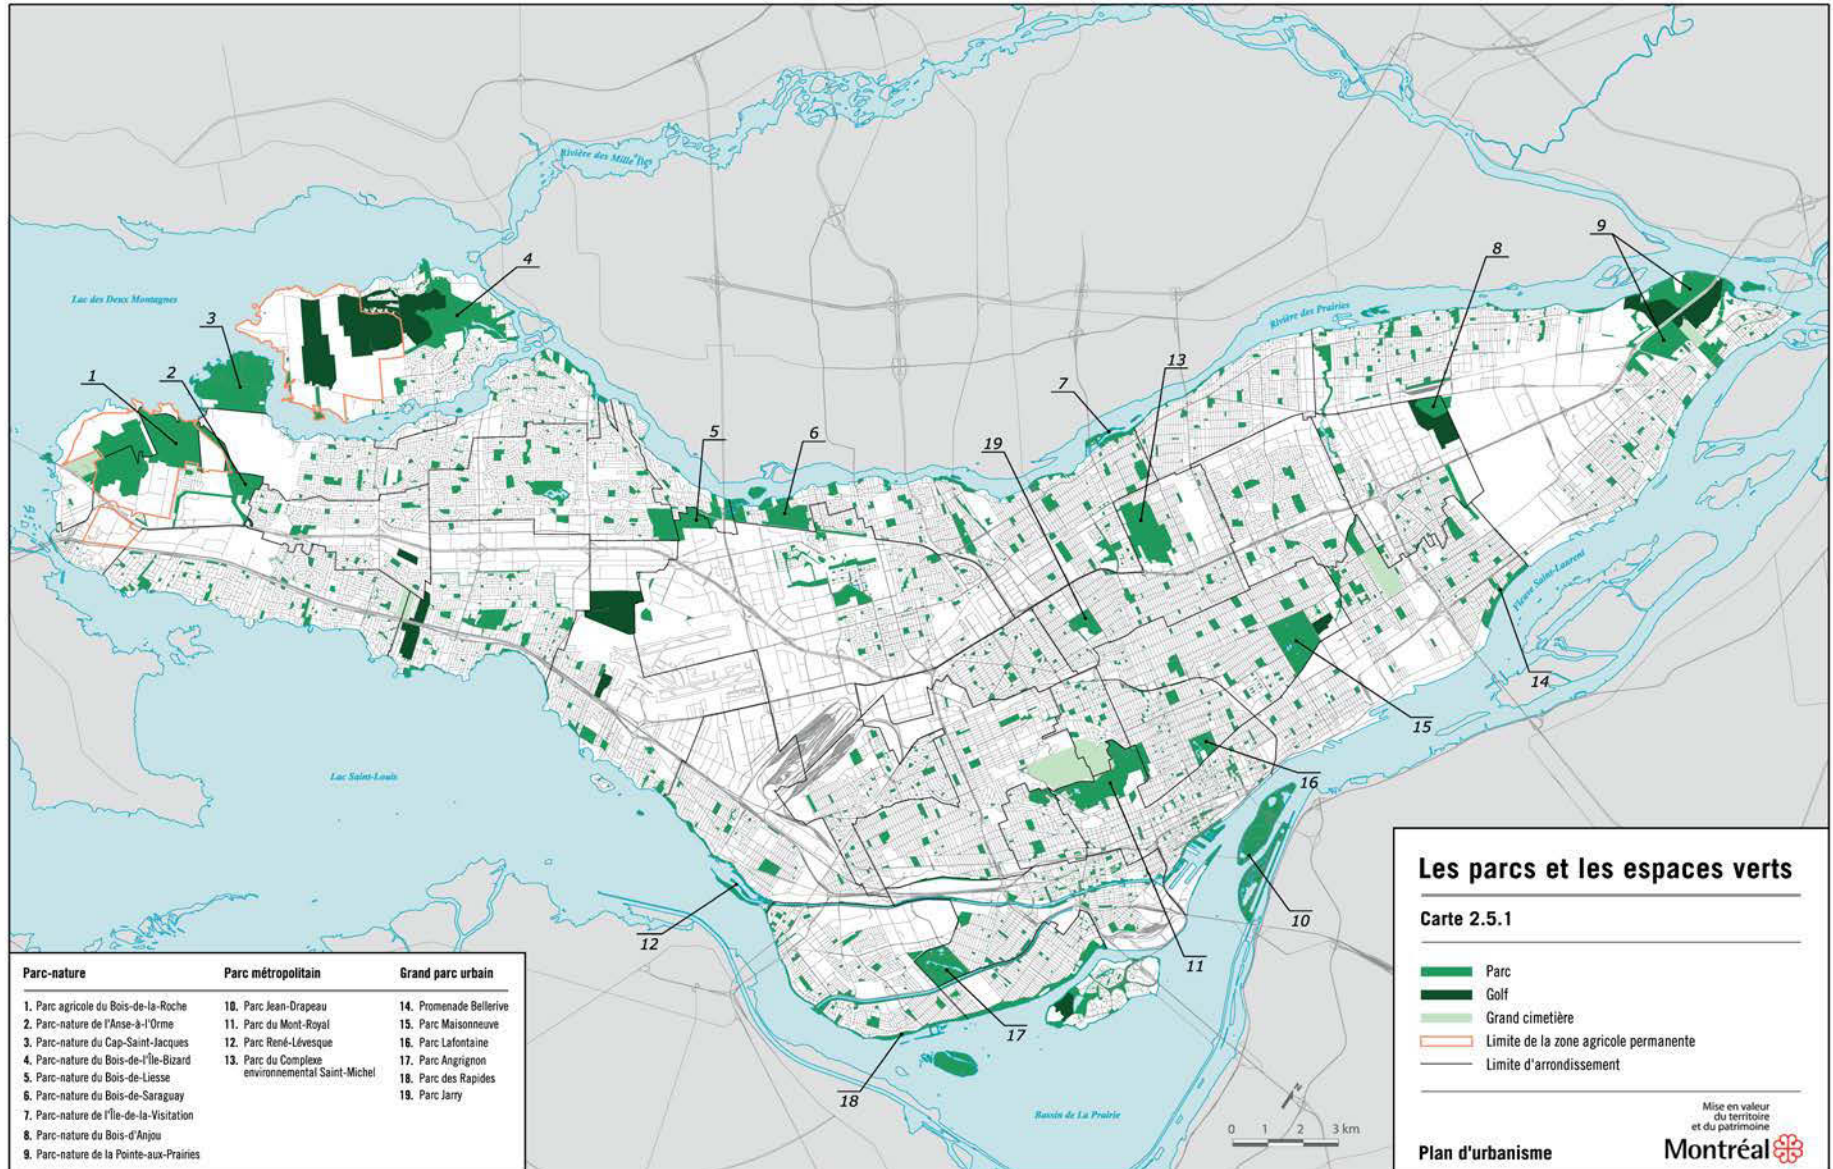 Rivière des Mille Îles
Lac des Deux Montagnes
Rivière des Prairies
Fleuve Saint-Laurent
Lac Saint-Louis
Bassin de La Prairie
1
2
3
4
5
6
7
8
9
10
11
12
13
14
15
16
17
18
19
N
0 1 2 3 km
Parc-nature
1. Parc agricole du Bois-de-la-Roche
2. Parc-nature de l'Anse-à-l'Orme
3. Parc-nature du Cap-Saint-Jacques
4. Parc-nature du Bois-de-l'Île-Bizard
5. Parc-nature du Bois-de-Liesse
6. Parc-nature du Bois-de-Saraguay
7. Parc-nature de l'Île-de-la-Visitation
8. Parc-nature du Bois-d'Anjou
9. Parc-nature de la Pointe-aux-Prairies
Parc métropolitain
10. Parc Jean-Drapeau
11. Parc du Mont-Royal
12. Parc René-Lévesque
13. Parc du Complexe
environnemental Saint-Michel
Grand parc urbain
14. Promenade Bellerive
15. Parc Maisonneuve
16. Parc Lafontaine
17. Parc Angrignon
18. Parc des Rapides
19. Parc Jarry
Les parcs et les espaces verts
Carte 2.5.1
Parc
Golf
Grand cimetière
Limite de la zone agricole permanente
Limite d'arrondissement
Plan d'urbanisme
Mise en valeur
du territoire
et du patrimoine
Montréal